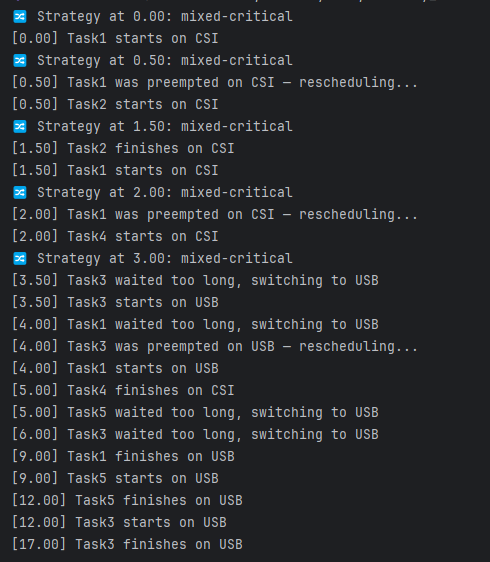 🔀 Strategy at 0.00: mixed-critical
[0.00] Task1 starts on CSI
🔀 Strategy at 0.50: mixed-critical
[0.50] Task1 was preempted on CSI — rescheduling...
[0.50] Task2 starts on CSI
🔀 Strategy at 1.50: mixed-critical
[1.50] Task2 finishes on CSI
[1.50] Task1 starts on CSI
🔀 Strategy at 2.00: mixed-critical
[2.00] Task1 was preempted on CSI — rescheduling...
[2.00] Task4 starts on CSI
🔀 Strategy at 3.00: mixed-critical
[3.50] Task3 waited too long, switching to USB
[3.50] Task3 starts on USB
[4.00] Task1 waited too long, switching to USB
[4.00] Task3 was preempted on USB — rescheduling...
[4.00] Task1 starts on USB
[5.00] Task4 finishes on CSI
[5.00] Task5 waited too long, switching to USB
[6.00] Task3 waited too long, switching to USB
[9.00] Task1 finishes on USB
[9.00] Task5 starts on USB
[12.00] Task5 finishes on USB
[12.00] Task3 starts on USB
[17.00] Task3 finishes on USB